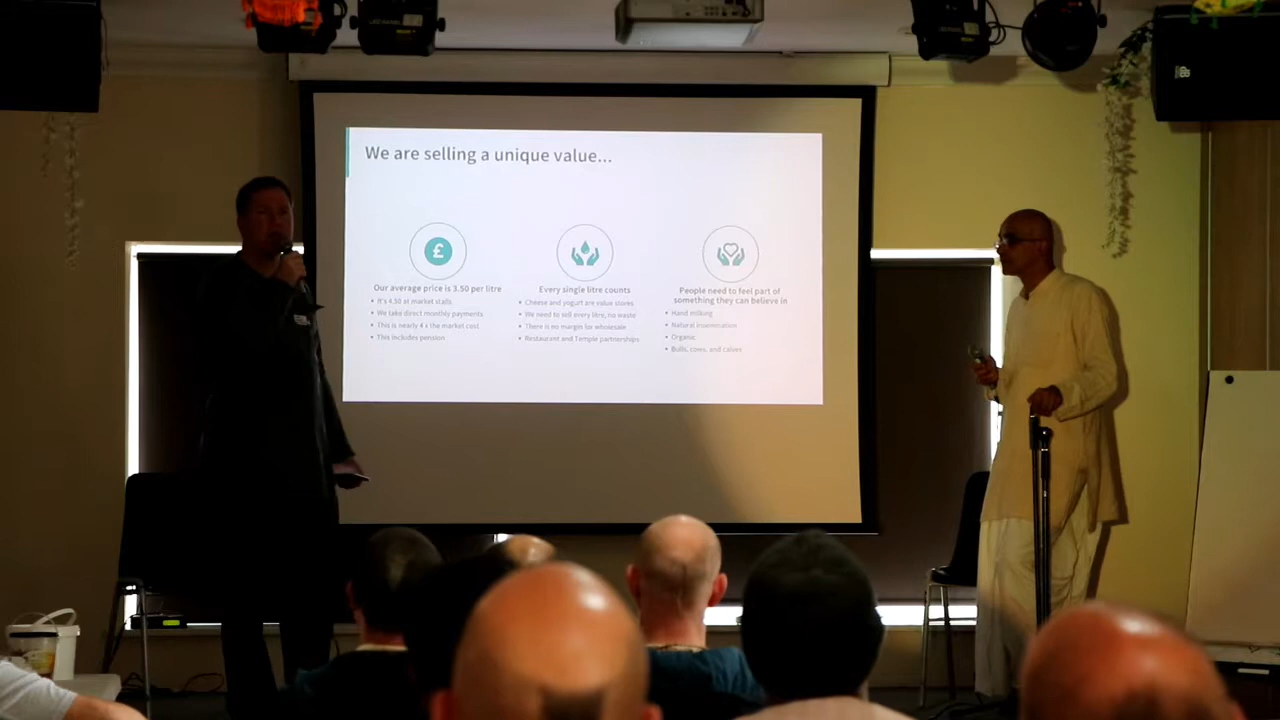 We are selling a unique value...
£
Our average price is 3.50 per litre
• It's 4.50 at market stalls
• We take direct monthly payments
• This is nearly 4 x the market cost
• This includes pension
Every single litre counts
• Cheese and yogurt are value stores
• We need to sell every litre, no waste
• There is no margin for wholesale
• Restaurant and Temple partnerships
People need to feel part of
something they can believe in
• Hand milking
• Natural insemination
• Organic
• Bulls, cows, and calves